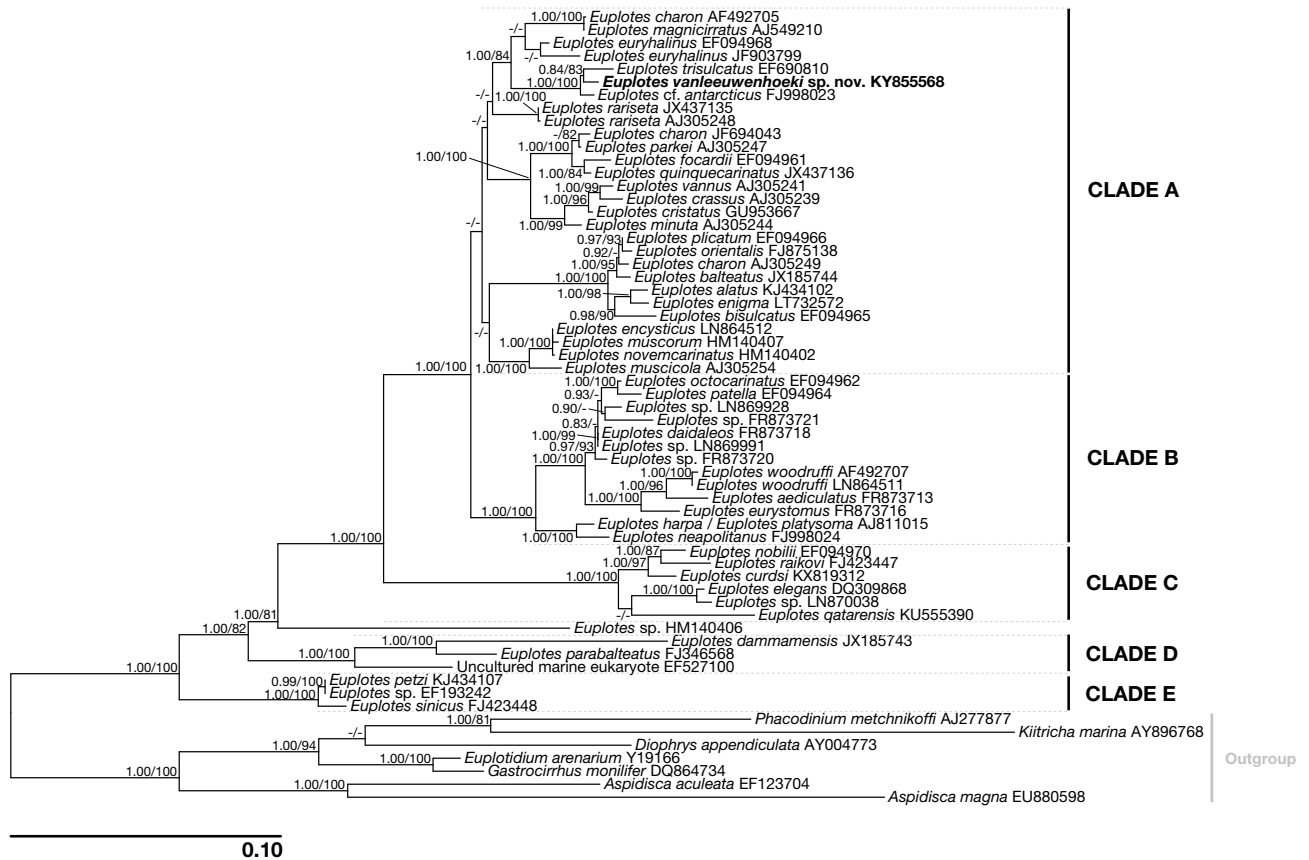 1.00/100
Euplotes charon AF492705
Euplotes magnicirratus AJ549210
Euplotes euryhalinus EF094968
-/-
1.00/84
-/-
Euplotes euryhalinus JF903799
0.84/83
Euplotes trisulcatus EF690810
1.00/100
Euplotes vanleeuwenhoeki sp. nov. KY855568
Euplotes cf. antarcticus FJ998023
-/-
1.00/100
Euplotes rariseta JX437135
-/-
Euplotes rariseta AJ305248
-/82
Euplotes charon JF694043
1.00/100
Euplotes parkei AJ305247
1.00/100
Euplotes focardii EF094961
1.00/84
Euplotes quinquecarinatus JX437136
1.00/99
Euplotes vannus AJ305241
1.00/96
Euplotes crassus AJ305239
CLADE A
Euplotes cristatus GU953667
-/-
1.00/99
Euplotes minuta AJ305244
0.97/93
Euplotes plicatum EF094966
0.92/-
Euplotes orientalis FJ875138
1.00/95
Euplotes charon AJ305249
1.00/100
Euplotes balteatus JX185744
1.00/98
Euplotes alatus KJ434102
Euplotes enigma LT732572
0.98/90
Euplotes bisulcatus EF094965
-/-
Euplotes encysticus LN864512
1.00/100
Euplotes muscorum HM140407
Euplotes novemcarinatus HM140402
1.00/100
1.00/100
Euplotes muscicola AJ305254
1.00/100
Euplotes octocarinatus EF094962
0.93/-
Euplotes patella EF094964
0.90/-
Euplotes sp. LN869928
0.83/-
Euplotes sp. FR873721
1.00/99
Euplotes daidaleos FR873718
0.97/93
Euplotes sp. LN869991
1.00/100
Euplotes sp. FR873720
CLADE B
1.00/100
Euplotes woodruffi AF492707
1.00/96
Euplotes woodruffi LN864511
1.00/100
Euplotes aediculatus FR873713
1.00/100
Euplotes eurystomus FR873716
Euplotes harpa / Euplotes platysoma AJ811015
1.00/100
1.00/100
Euplotes neapolitanus FJ998024
1.00/87
Euplotes nobilii EF094970
1.00/97
Euplotes raikovi FJ423447
1.00/100
Euplotes curdsi KX819312
CLADE C
1.00/100
Euplotes elegans DQ309868
Euplotes sp. LN870038
-/-
Euplotes qatarensis KU555390
1.00/81
1.00/82
Euplotes sp. HM140406
Euplotes dammamensis JX185743
1.00/100
1.00/100
Euplotes parabalteatus FJ346568
CLADE D
1.00/100
Uncultured marine eukaryote EF527100
0.99/100
Euplotes petzi KJ434107
1.00/100
Euplotes sp. EF193242
CLADE E
Euplotes sinicus FJ423448
1.00/81
Phacodinium metchnikoffi AJ277877
-/-
Kiitricha marina AY896768
1.00/94
Diophrys appendiculata AY004773
1.00/100
Euplotidium arenarium Y19166
Outgroup
1.00/100
Gastrocirrhus monilifer DQ864734
1.00/100
Aspidisca aculeata EF123704
Aspidisca magna EU880598
0.10